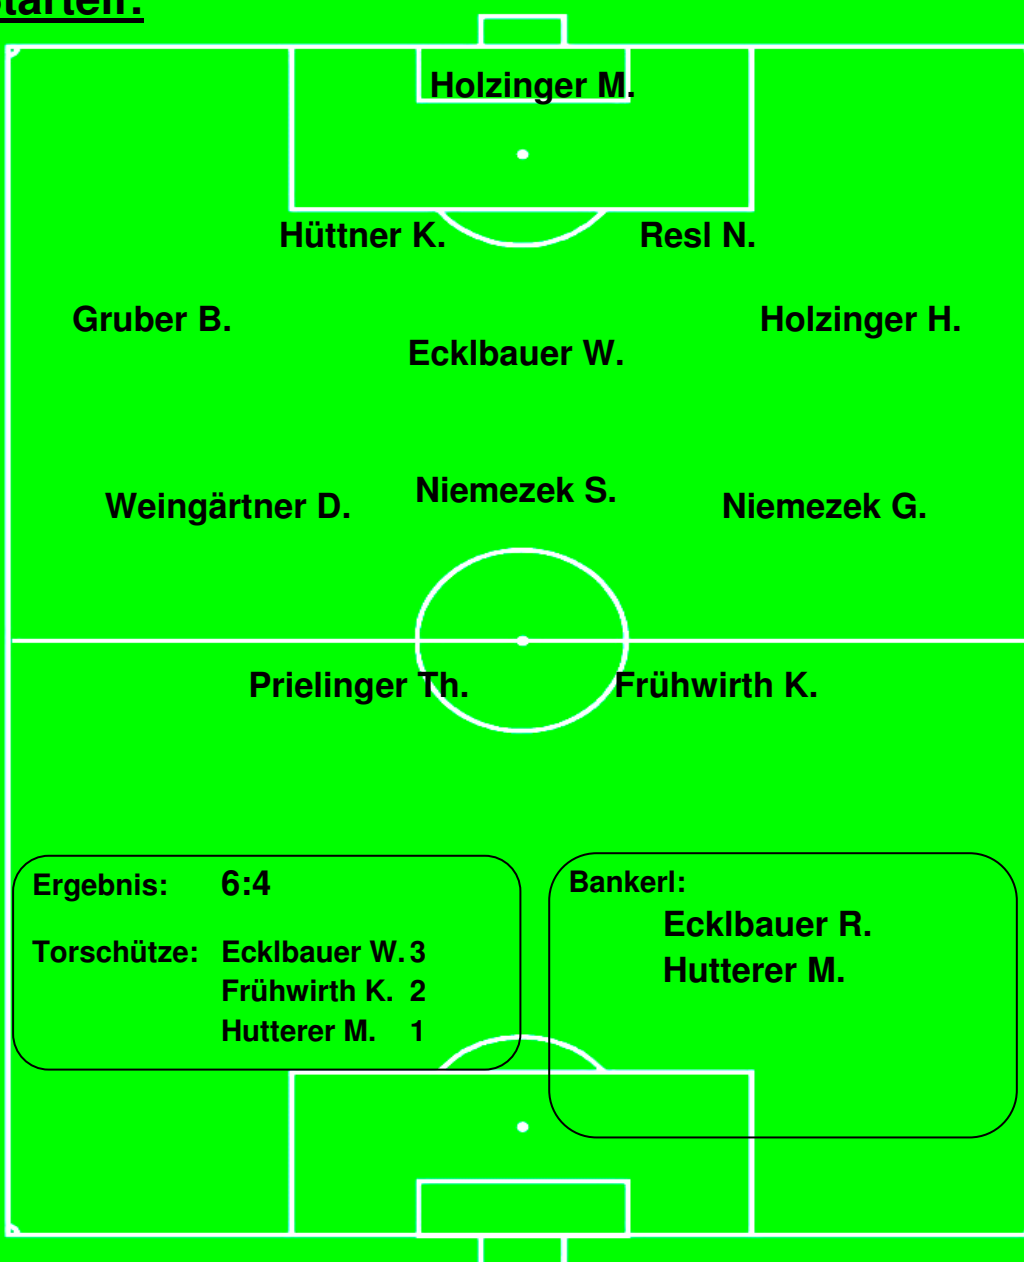 Startelf:
Holzinger M.
Hüttner K. Resl N.
Gruber B. Holzinger H.
Ecklbauer W.
Niemezek S.
Weingärtner D. Niemezek G.
Prielinger Th. Frühwirth K.
Ergebnis: 6:4
Torschütze: Ecklbauer W. 3
Frühwirth K. 2
Hutterer M. 1
Bankerl:
Ecklbauer R.
Hutterer M.